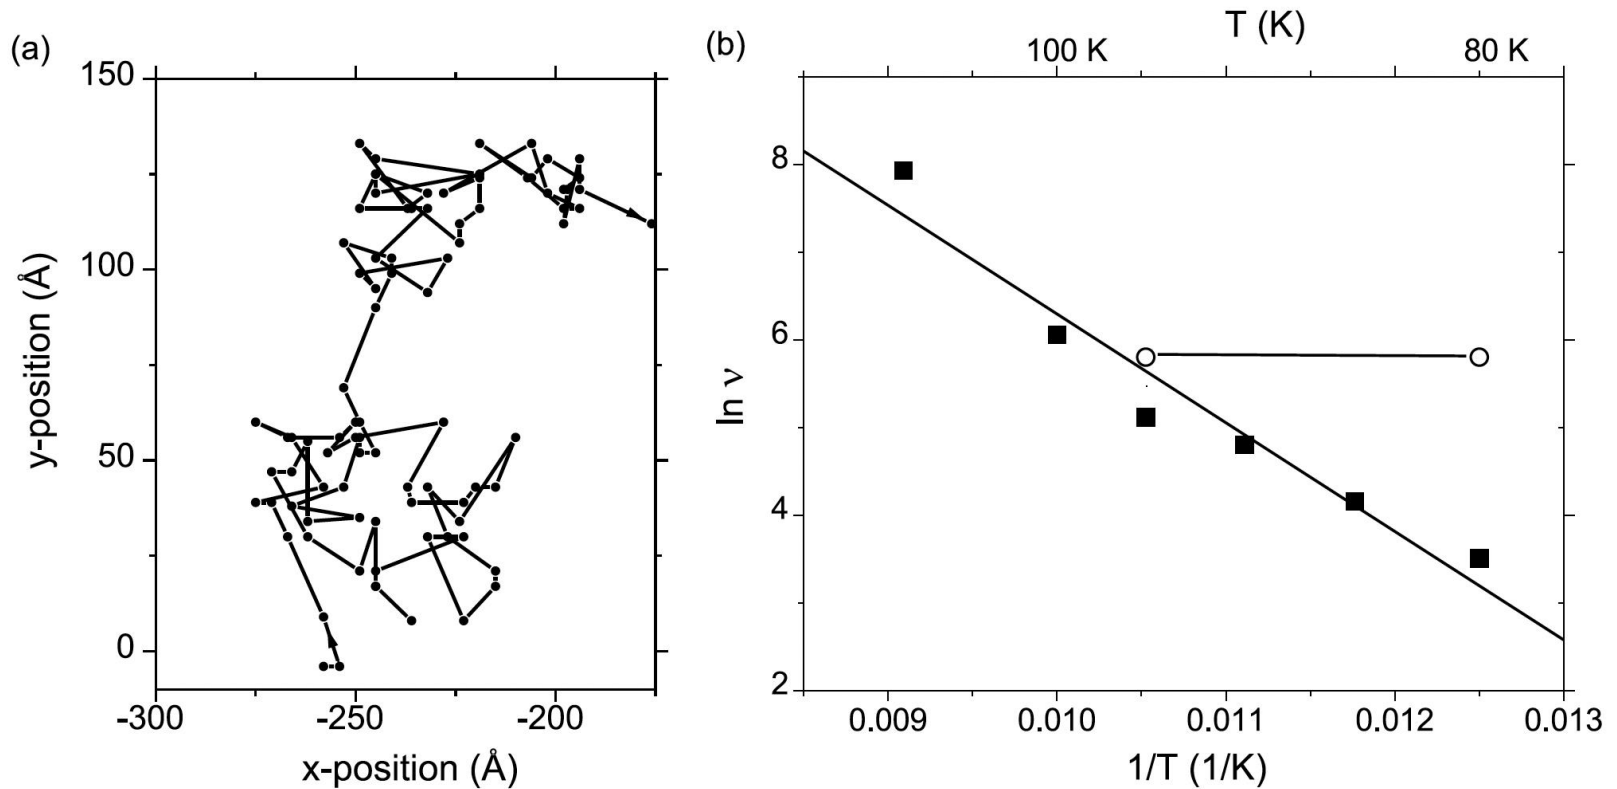 (a)
150
100
50
0
y-position (Å)
-300 -250 -200
x-position (Å)
(b)
T (K)
100 K 80 K
8
6
4
2
ln ν
0.009 0.010 0.011 0.012 0.013
1/T (1/K)